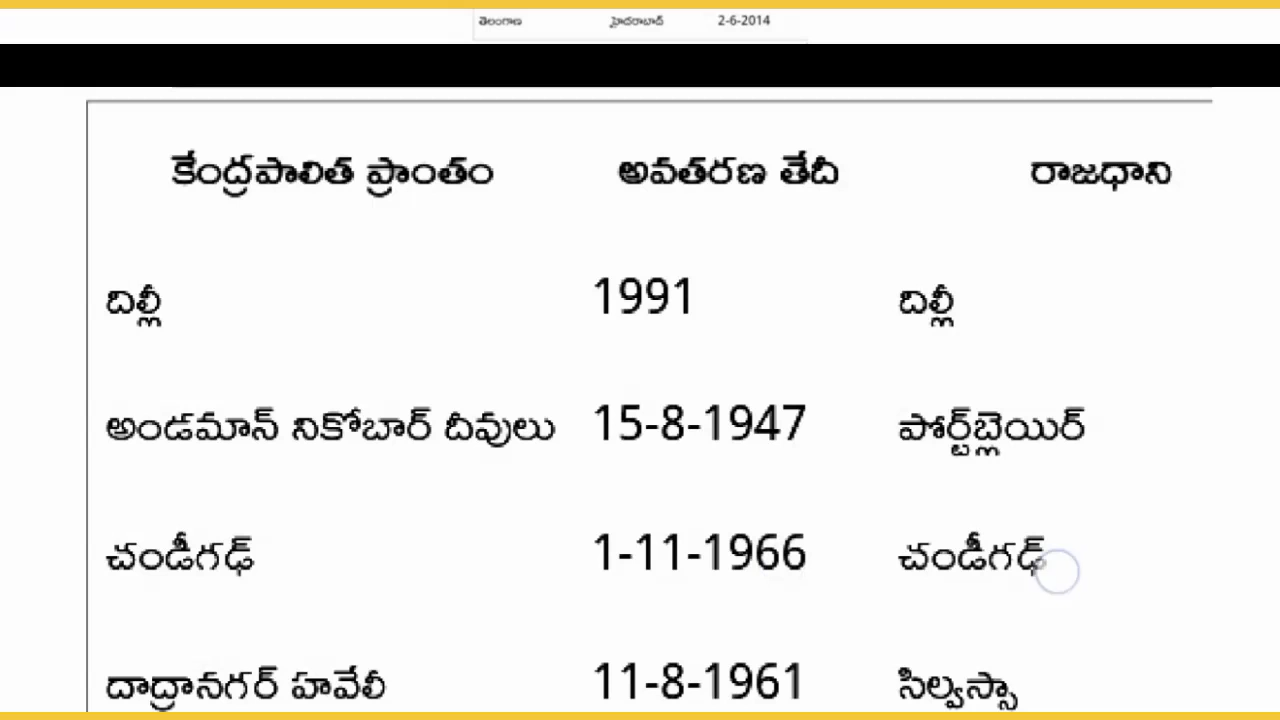 తెలంగాణ హైదరాబాద్ 2-6-2014
కేంద్రపాలిత ప్రాంతం అవతరణ తేదీ రాజధాని
దిల్లీ 1991 దిల్లీ
అండమాన్ నికోబార్ దీవులు 15-8-1947 పోర్ట్‌బ్లెయిర్
చండీగఢ్ 1-11-1966 చండీగఢ్
దాద్రానగర్ హవేలీ 11-8-1961 సిల్వస్సా